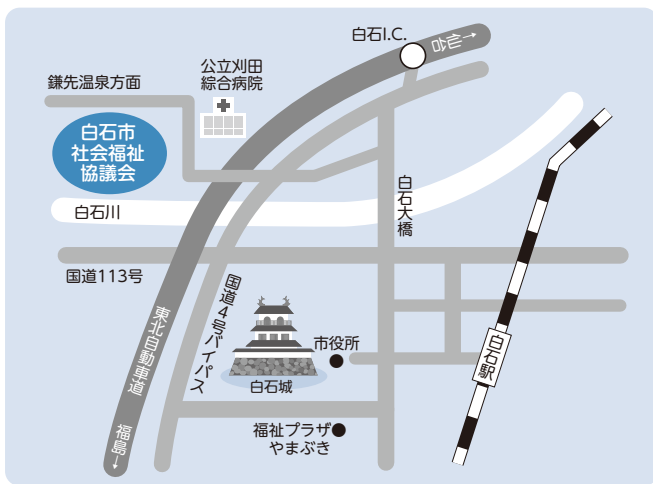 白石I.C.
→仙台
公立刈田
綜合病院
鎌先温泉方面
白石市
社会福祉
協議会
白石川
白石大橋
国道113号
国道4号バイパス
東北自動車道
市役所
白石駅
白石城
福祉プラザ
やまぶき
福島→